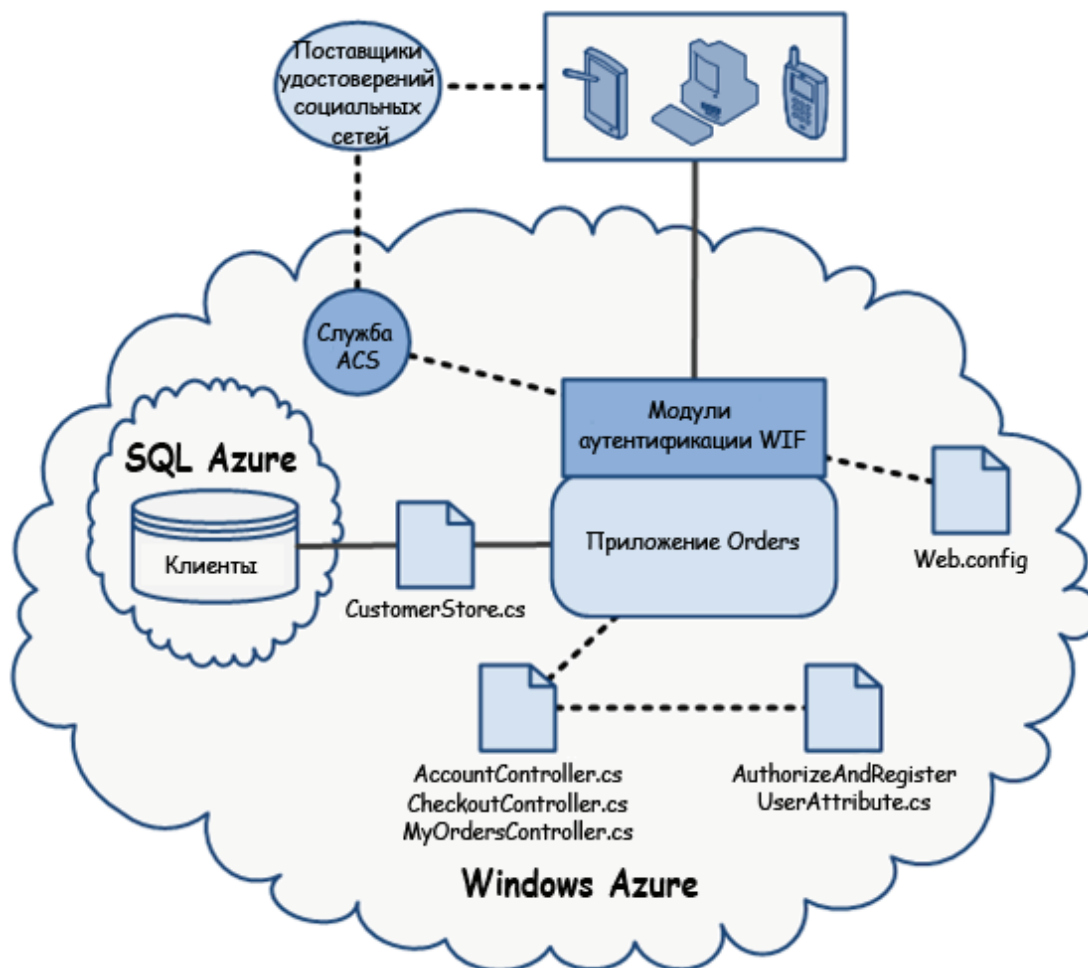 Поставщики
удостоверений
социальных
сетей
Служба
ACS
Модули
аутентификации WIF
SQL Azure
Клиенты
CustomerStore.cs
Приложение Orders
Web.config
AccountController.cs
CheckoutController.cs
MyOrdersController.cs
AuthorizeAndRegister
UserAttribute.cs
Windows Azure